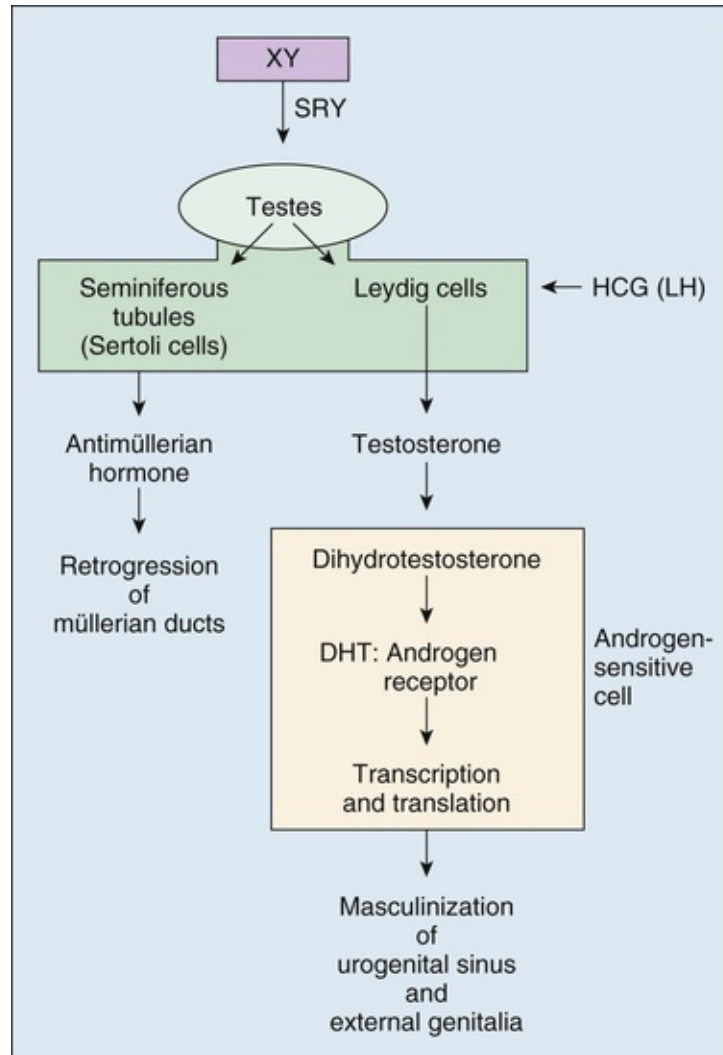 XY
SRY
Testes
Seminiferous
tubules
(Sertoli cells)
Leydig cells
HCG (LH)
Antimüllerian
hormone
Retrogression
of
müllerian ducts
Testosterone
Dihydrotestosterone
DHT: Androgen
receptor
Transcription
and translation
Androgen-
sensitive
cell
Masculinization
of
urogenital sinus
and
external genitalia